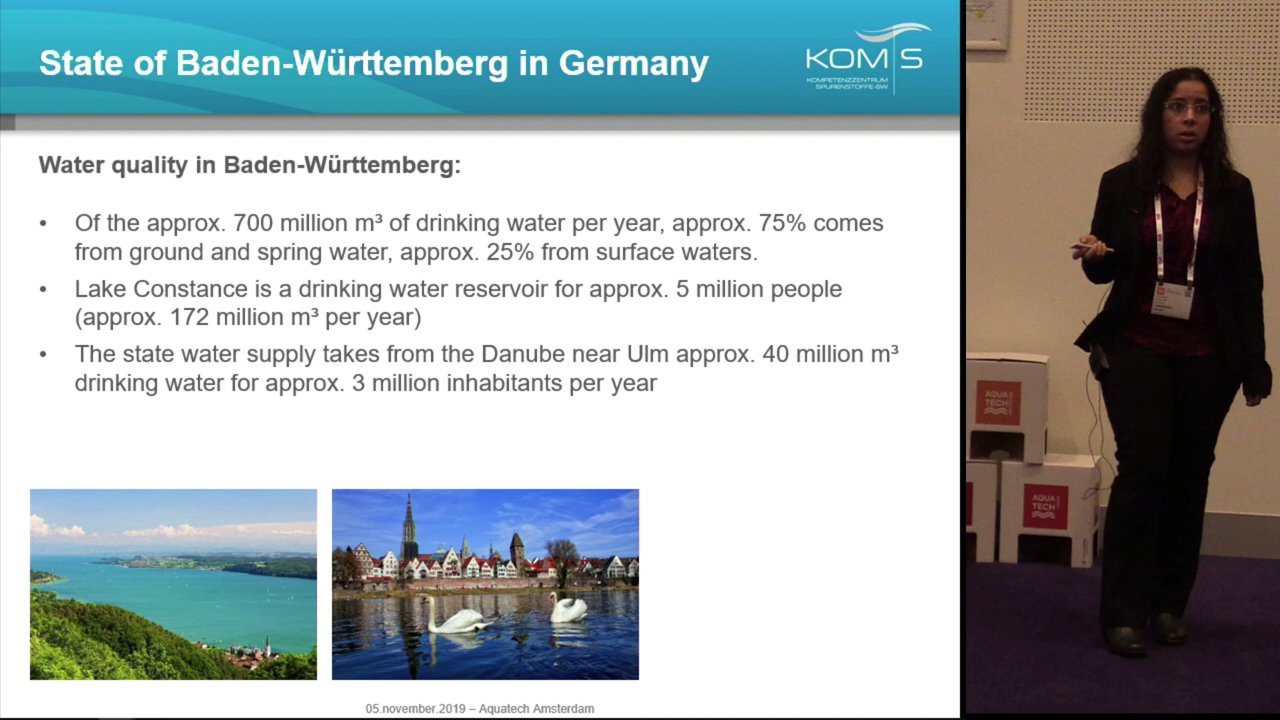 State of Baden-Württemberg in Germany
KOMS
KOMPETENZZENTRUM
SPURENSTOFFE-BW
Water quality in Baden-Württemberg:
• Of the approx. 700 million m³ of drinking water per year, approx. 75% comes
from ground and spring water, approx. 25% from surface waters.
• Lake Constance is a drinking water reservoir for approx. 5 million people
(approx. 172 million m³ per year)
• The state water supply takes from the Danube near Ulm approx. 40 million m³
drinking water for approx. 3 million inhabitants per year
05.november.2019 – Aquatech Amsterdam
AQUA
TECH
AQUA
TECH